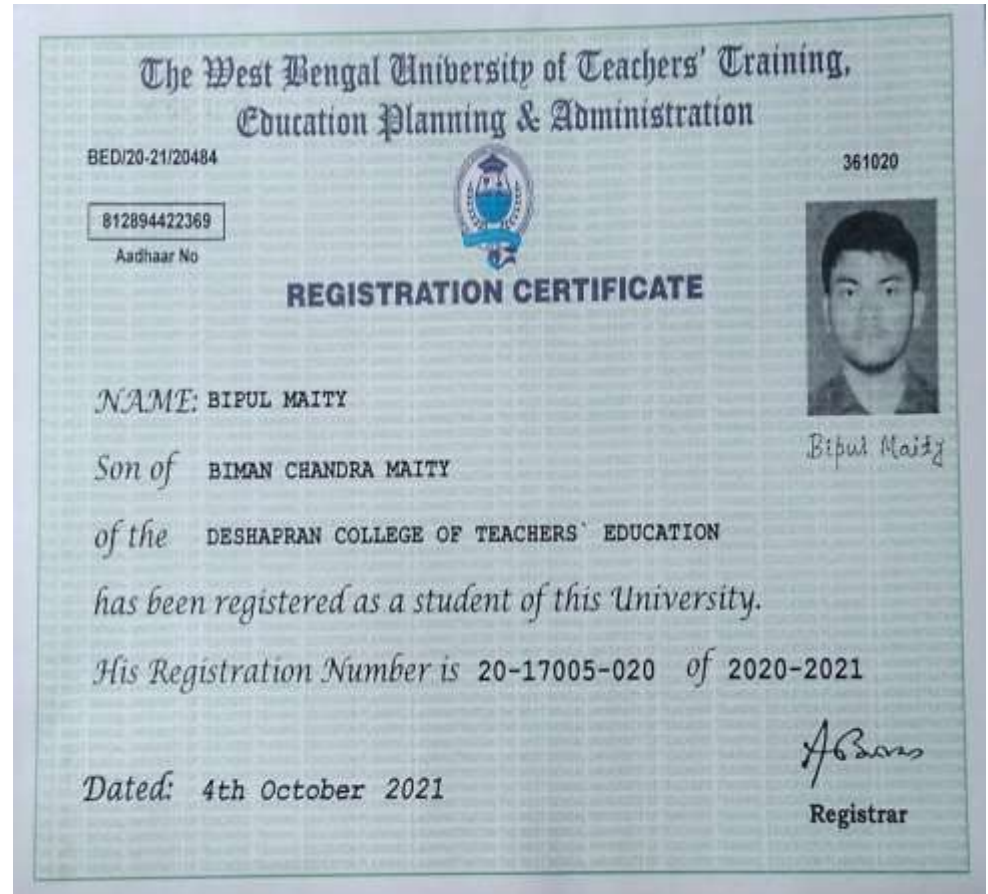 The West Bengal University of Teachers' Training,
Education Planning & Administration
BED/20-21/20484
361020
812894422369
Aadhaar No
REGISTRATION CERTIFICATE
NAME: BIPUL MAITY
Bipul Maity
Son of BIMAN CHANDRA MAITY
of the DESHAPRAN COLLEGE OF TEACHERS` EDUCATION
has been registered as a student of this University.
His Registration Number is 20-17005-020 of 2020-2021
Dated: 4th October 2021
Registrar